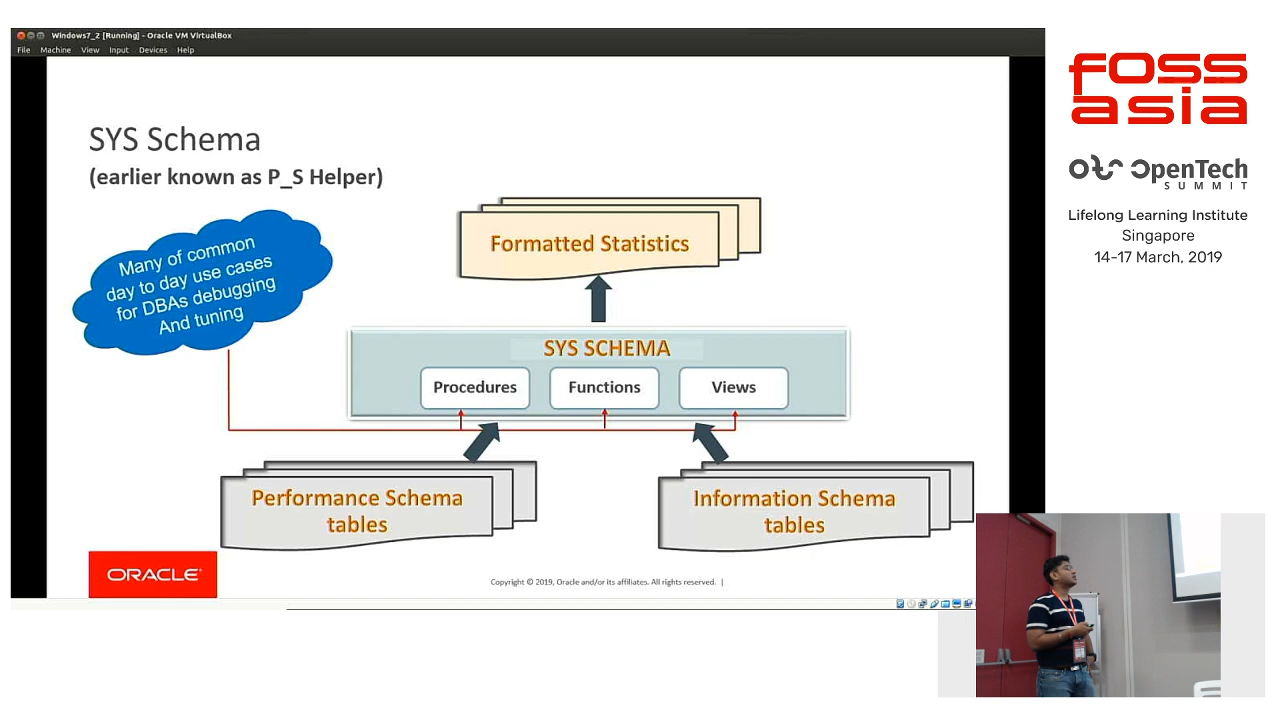 Windows7_2 [Running] - Oracle VM VirtualBox
File Machine View Input Devices Help
SYS Schema
(earlier known as P_S Helper)
Many of common
day to day use cases
for DBAs debugging
And tuning
Formatted Statistics
SYS SCHEMA
Procedures
Functions
Views
Performance Schema
tables
Information Schema
tables
ORACLE
Copyright © 2019, Oracle and/or its affiliates. All rights reserved. |
FOSS
asia
OpenTech
SUMMIT
Lifelong Learning Institute
Singapore
14-17 March, 2019